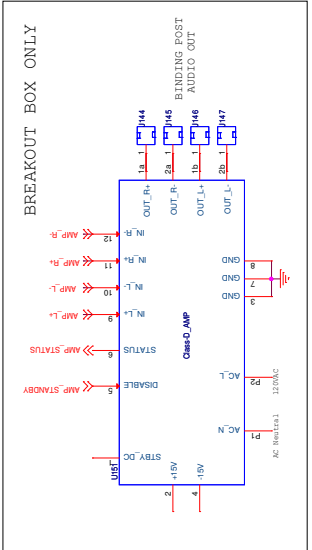 BREAKOUT BOX ONLY
BINDING POST
AUDIO OUT
J144
J145
J146
J147
1
1
1
1
1a
2a
1b
2b
OUT_R+
OUT_R-
OUT_L+
OUT_L-
AMP_R-
AMP_R+
AMP_L-
AMP_L+
AMP_STATUS
AMP_STANDBY
12
11
10
9
6
5
1
IN_R-
IN_R+
IN_L-
IN_L+
STATUS
DISABLE
STBY_DC
Class-D_AMP
U151
GND
GND
GND
8
7
3
AC_L
AC_N
P2
P1
120VAC
AC Neutral
+15V
-15V
2
4